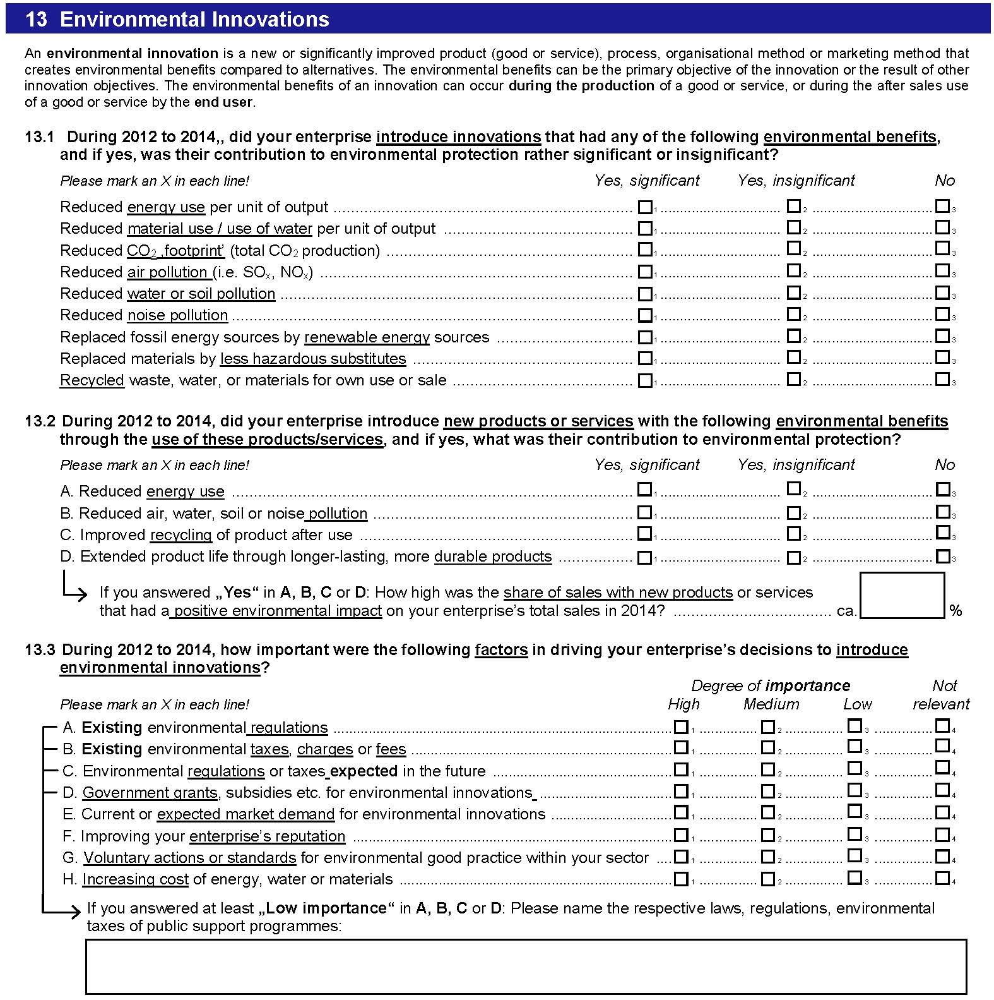 13 Environmental Innovations
An environmental innovation is a new or significantly improved product (good or service), process, organisational method or marketing method that
creates environmental benefits compared to alternatives. The environmental benefits can be the primary objective of the innovation or the result of other
innovation objectives. The environmental benefits of an innovation can occur during the production of a good or service, or during the after sales use
of a good or service by the end user.
13.1 During 2012 to 2014,, did your enterprise introduce innovations that had any of the following environmental benefits,
and if yes, was their contribution to environmental protection rather significant or insignificant?
Please mark an X in each line! Yes, significant Yes, insignificant No
Reduced energy use per unit of output ☐1 ☐2 ☐3
Reduced material use / use of water per unit of output ☐1 ☐2 ☐3
Reduced CO2 ‚footprint’ (total CO2 production) ☐1 ☐2 ☐3
Reduced air pollution (i.e. SOx, NOx) ☐1 ☐2 ☐3
Reduced water or soil pollution ☐1 ☐2 ☐3
Reduced noise pollution ☐1 ☐2 ☐3
Replaced fossil energy sources by renewable energy sources ☐1 ☐2 ☐3
Replaced materials by less hazardous substitutes ☐1 ☐2 ☐3
Recycled waste, water, or materials for own use or sale ☐1 ☐2 ☐3
13.2 During 2012 to 2014, did your enterprise introduce new products or services with the following environmental benefits
through the use of these products/services, and if yes, what was their contribution to environmental protection?
Please mark an X in each line! Yes, significant Yes, insignificant No
A. Reduced energy use ☐1 ☐2 ☐3
B. Reduced air, water, soil or noise pollution ☐1 ☐2 ☐3
C. Improved recycling of product after use ☐1 ☐2 ☐3
D. Extended product life through longer-lasting, more durable products ☐1 ☐2 ☐3
If you answered „Yes“ in A, B, C or D: How high was the share of sales with new products or services
that had a positive environmental impact on your enterprise’s total sales in 2014? ca. %
13.3 During 2012 to 2014, how important were the following factors in driving your enterprise’s decisions to introduce
environmental innovations?
Degree of importance Not
Please mark an X in each line! High Medium Low relevant
A. Existing environmental regulations ☐1 ☐2 ☐3 ☐4
B. Existing environmental taxes, charges or fees ☐1 ☐2 ☐3 ☐4
C. Environmental regulations or taxes expected in the future ☐1 ☐2 ☐3 ☐4
D. Government grants, subsidies etc. for environmental innovations ☐1 ☐2 ☐3 ☐4
E. Current or expected market demand for environmental innovations ☐1 ☐2 ☐3 ☐4
F. Improving your enterprise’s reputation ☐1 ☐2 ☐3 ☐4
G. Voluntary actions or standards for environmental good practice within your sector ☐1 ☐2 ☐3 ☐4
H. Increasing cost of energy, water or materials ☐1 ☐2 ☐3 ☐4
If you answered at least „Low importance“ in A, B, C or D: Please name the respective laws, regulations, environmental
taxes of public support programmes: